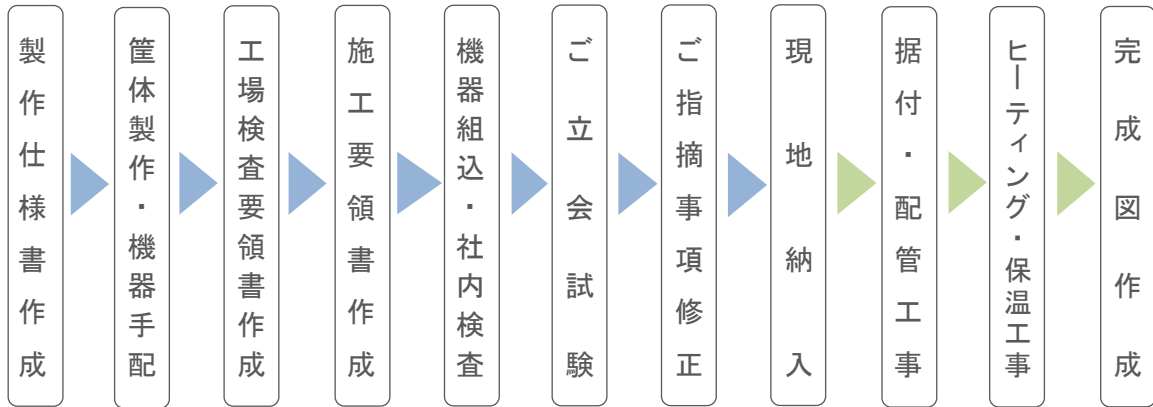 製作仕様書作成
筐体製作・機器手配
工場検査要領書作成
施工要領書作成
機器組込・社内検査
ご立会試験
ご指摘事項修正
現地納入
据付・配管工事
ヒーティング・保温工事
完成図作成